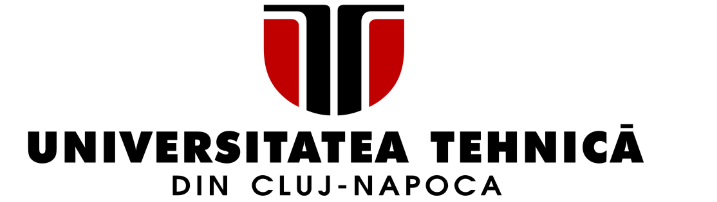 UNIVERSITATEA TEHNICĂ
DIN CLUJ-NAPOCA